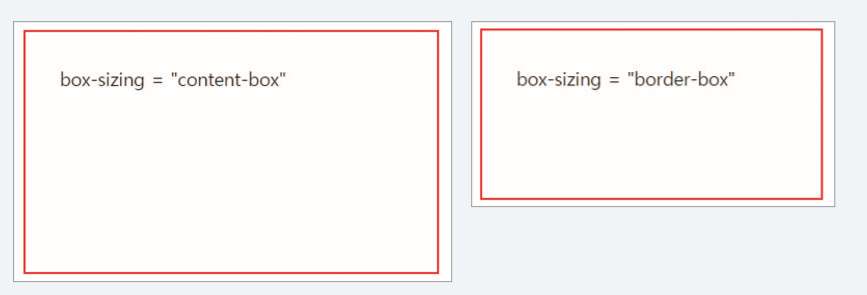 box-sizing = "content-box"
box-sizing = "border-box"